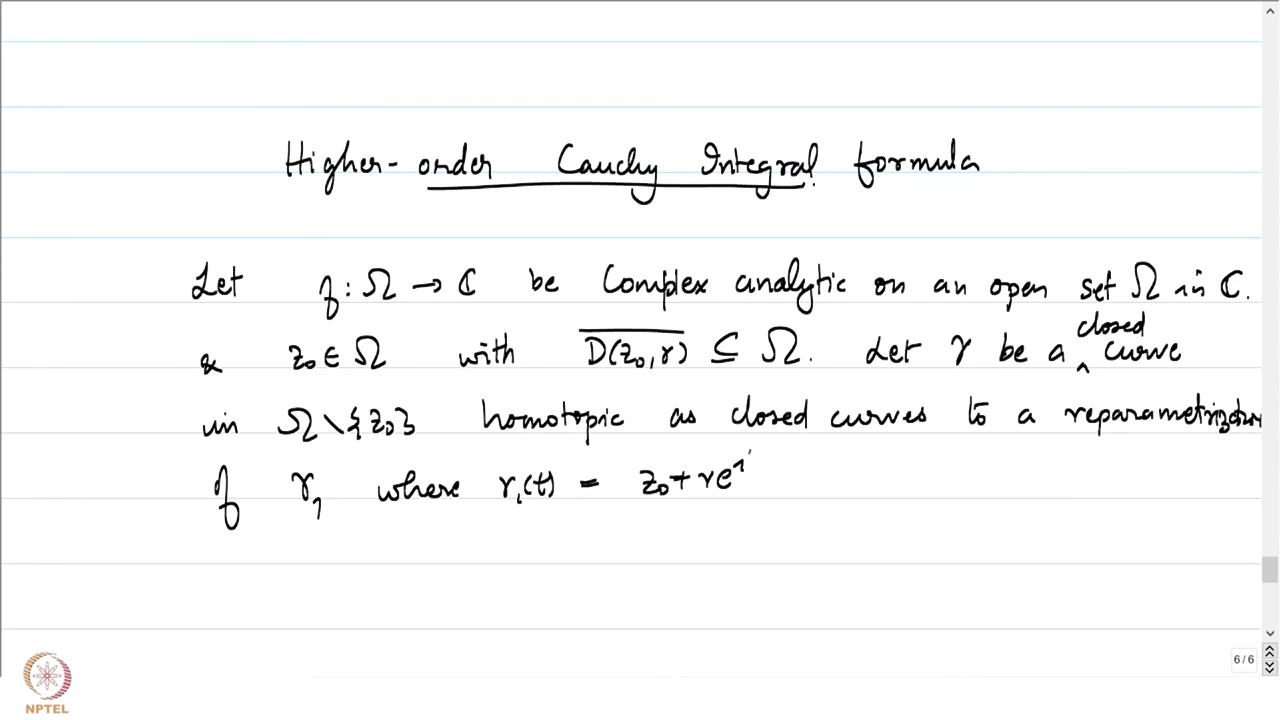 Higher-order Cauchy Integral formula
Let f : Ω → ℂ be complex analytic on an open set Ω in ℂ.
& z₀ ∈ Ω with \overline{D(z₀,r)} ⊆ Ω. Let γ be a closed curve
in Ω\{z₀} homotopic as closed curves to a reparametrization
of γ₁ where γ₁(t) = z₀ + re^i
6/6
NPTEL